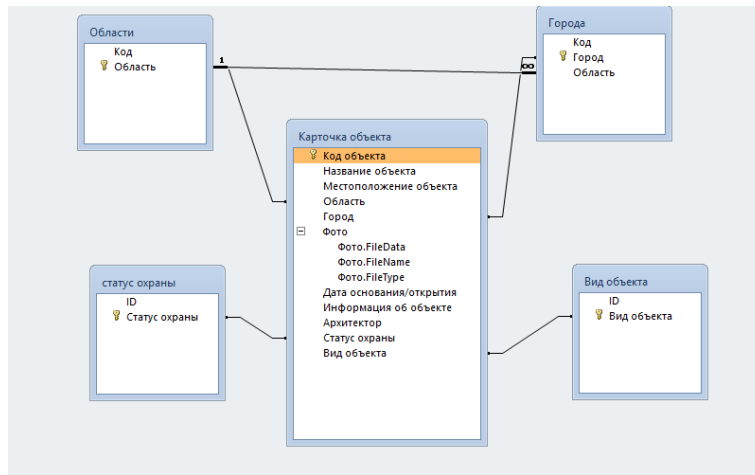 Области
Код
Область
1
∞
Города
Код
Город
Область
Карточка объекта
Код объекта
Название объекта
Местоположение объекта
Область
Город
Фото
Фото.FileData
Фото.FileName
Фото.FileType
Дата основания/открытия
Информация об объекте
Архитектор
Статус охраны
Вид объекта
статус охраны
ID
Статус охраны
Вид объекта
ID
Вид объекта